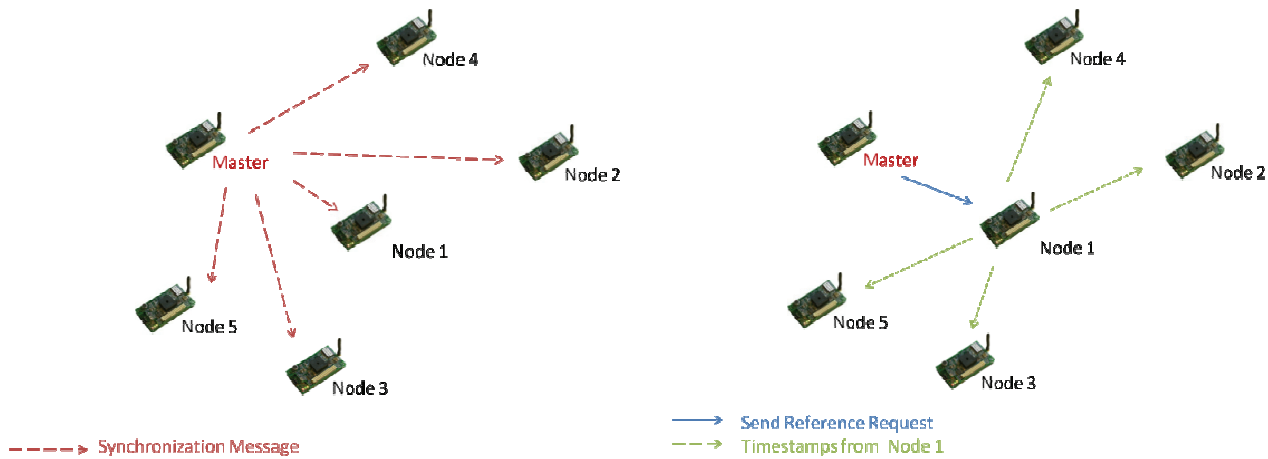 Node 4
Master
Node 2
Node 1
Node 5
Node 3
Synchronization Message
Node 4
Master
Node 2
Node 1
Node 5
Node 3
Send Reference Request
Timestamps from Node 1